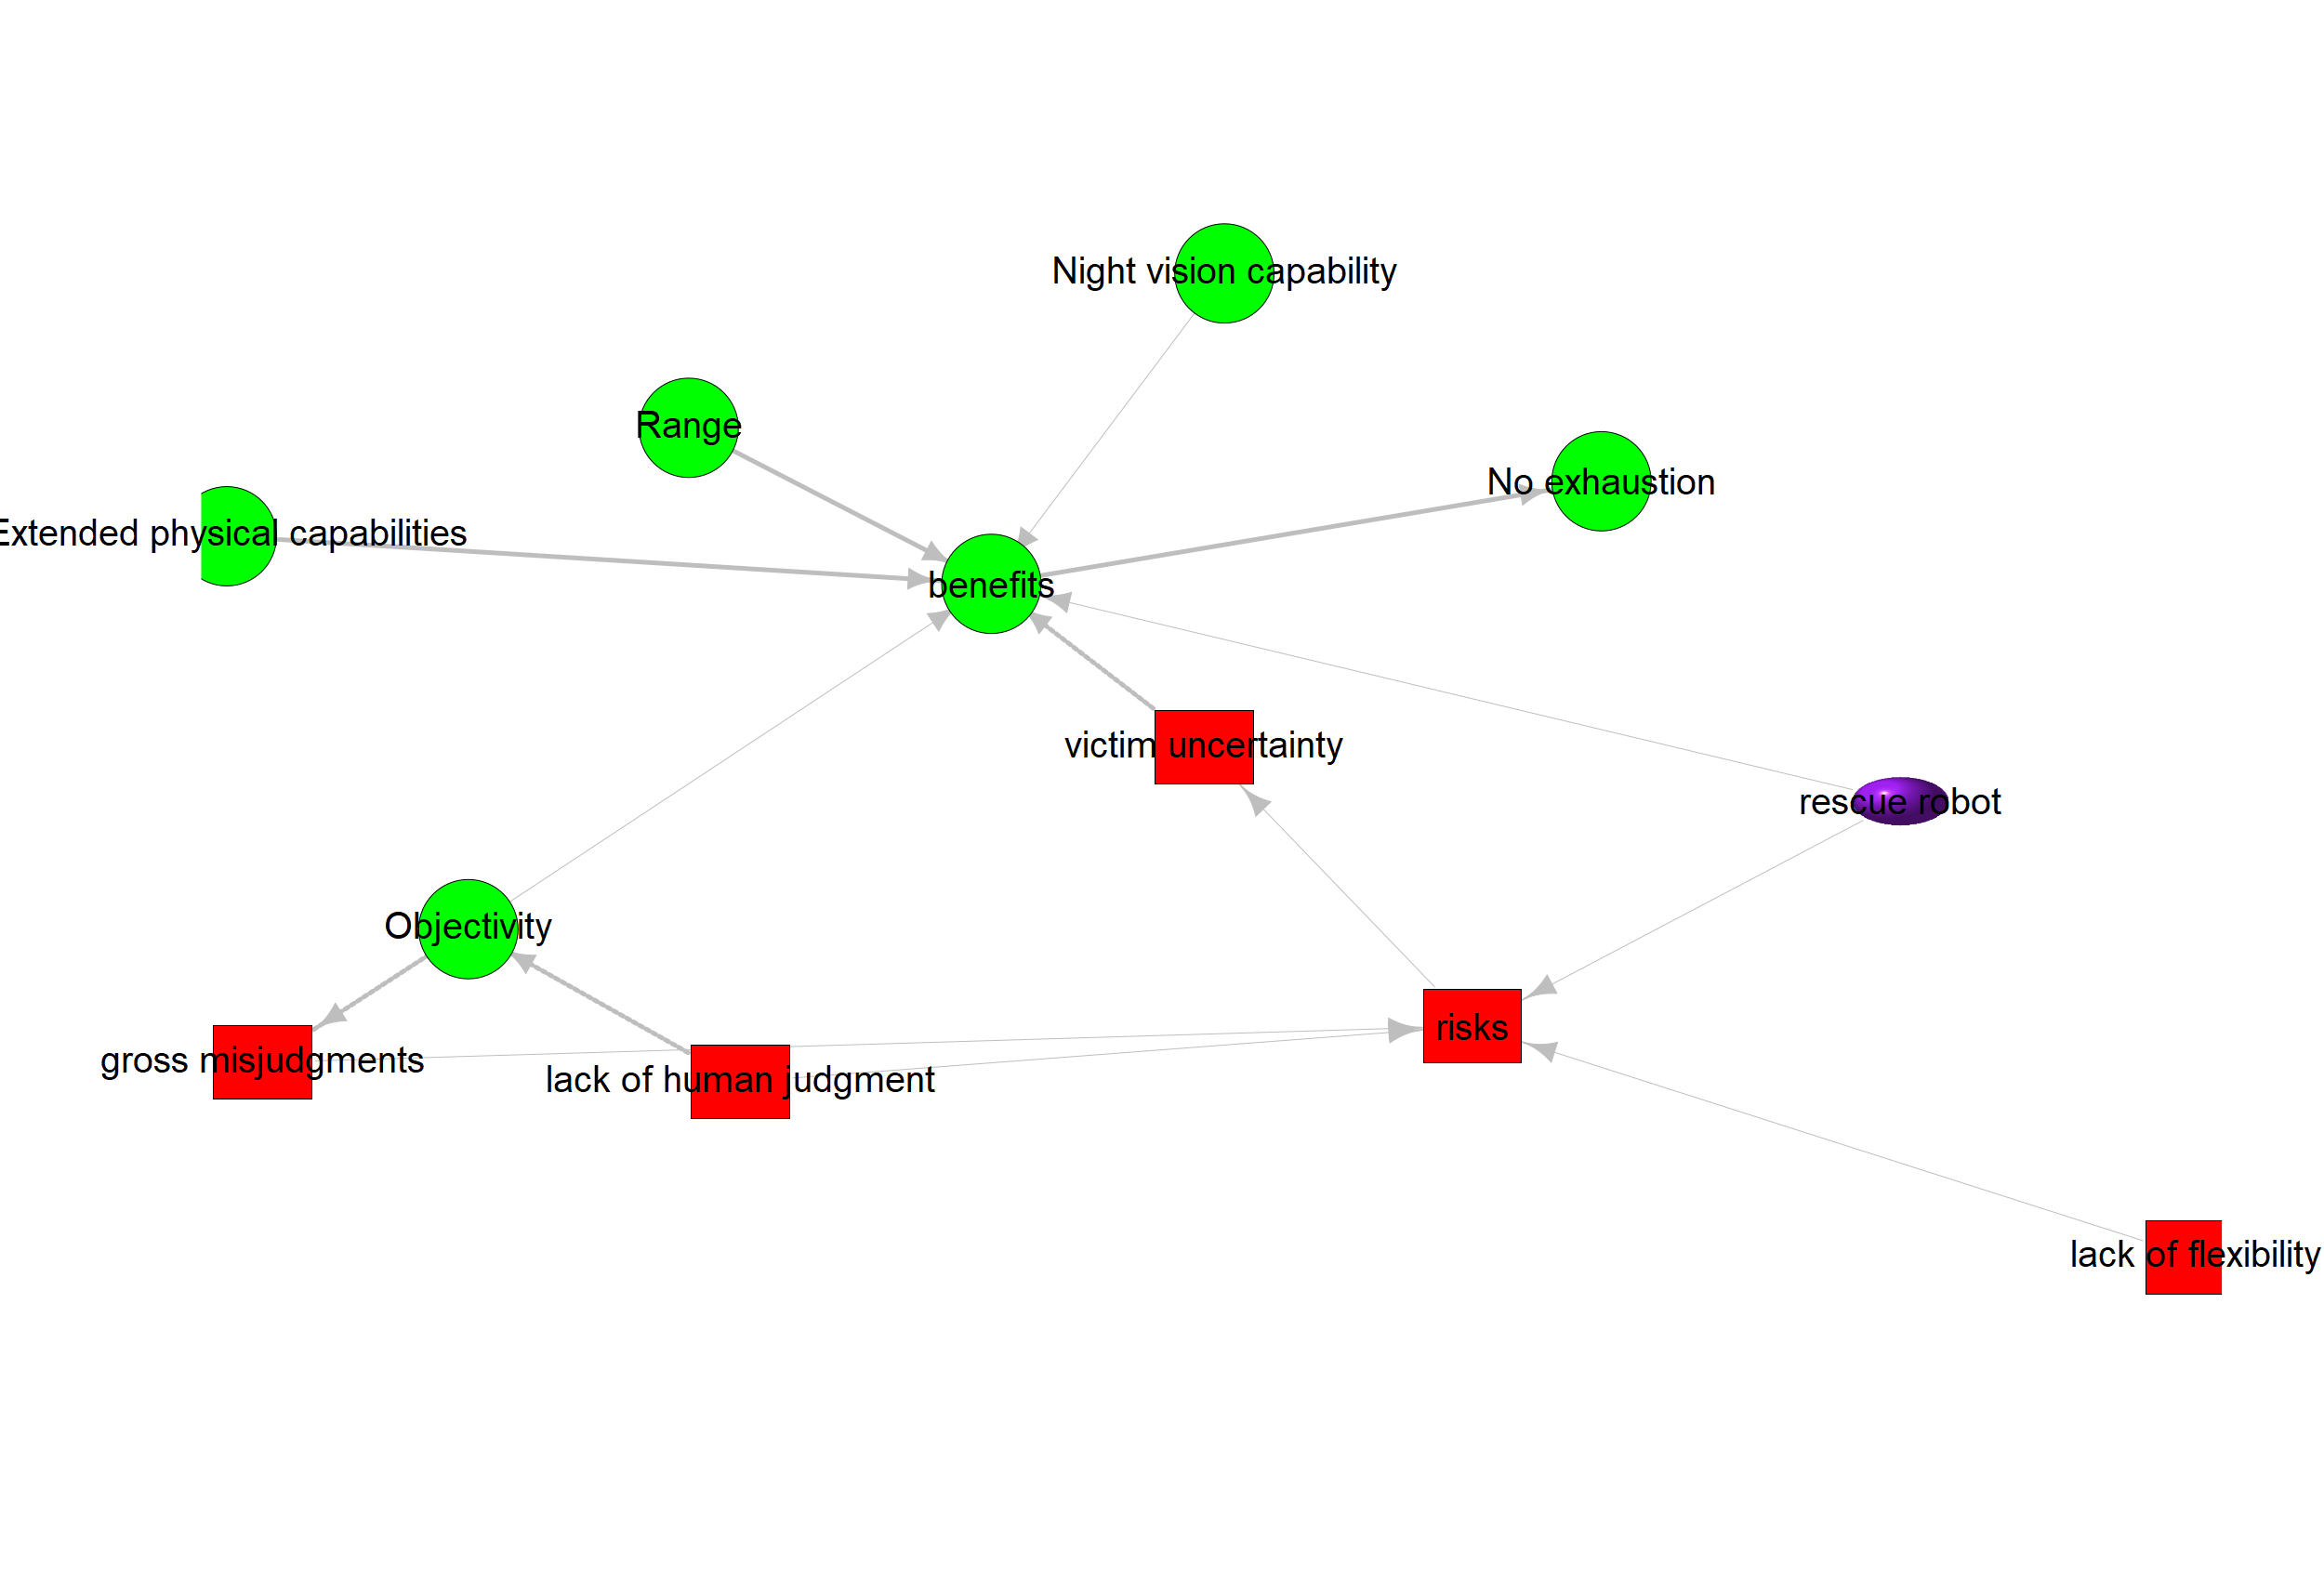 Night vision capability
Range
No exhaustion
Extended physical capabilities
benefits
victim uncertainty
rescue robot
Objectivity
risks
gross misjudgments
lack of human judgment
lack of flexibility